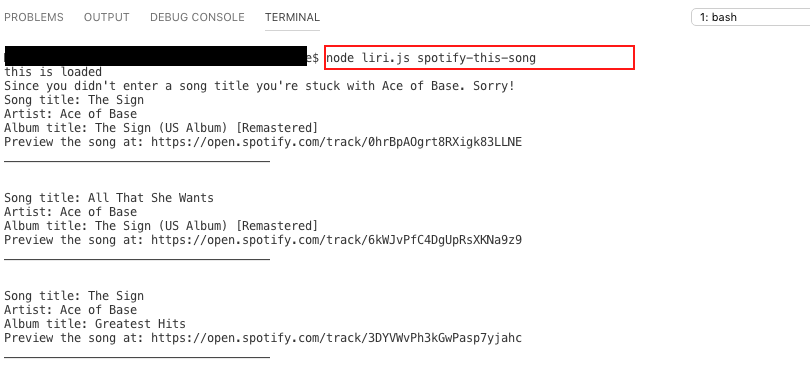 PROBLEMS OUTPUT DEBUG CONSOLE TERMINAL 1: bash
e$ node liri.js spotify-this-song
this is loaded
Since you didn't enter a song title you're stuck with Ace of Base. Sorry!
Song title: The Sign
Artist: Ace of Base
Album title: The Sign (US Album) [Remastered]
Preview the song at: https://open.spotify.com/track/0hrBpAOgrt8RXigk83LLNE
Song title: All That She Wants
Artist: Ace of Base
Album title: The Sign (US Album) [Remastered]
Preview the song at: https://open.spotify.com/track/6kWJvPfC4DgUpRsXKNa9z9
Song title: The Sign
Artist: Ace of Base
Album title: Greatest Hits
Preview the song at: https://open.spotify.com/track/3DYVWvPh3kGwPasp7yjahc